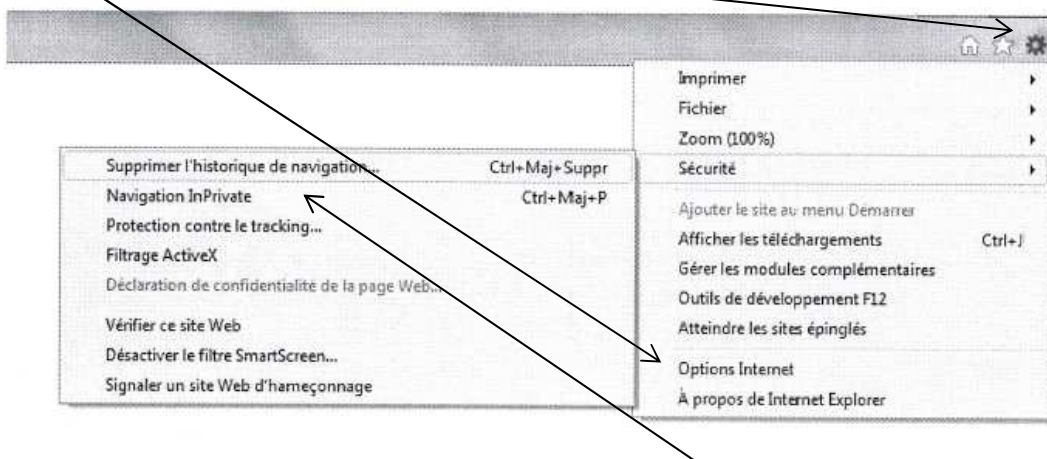 Imprimer
Fichier
Zoom (100%)
Sécurité
Ajouter le site au menu Démarrer
Afficher les téléchargements Ctrl+J
Gérer les modules complémentaires
Outils de développement F12
Atteindre les sites épinglés
Options Internet
À propos de Internet Explorer
Supprimer l'historique de navigation... Ctrl+Maj+Suppr
Navigation InPrivate Ctrl+Maj+P
Protection contre le tracking...
Filtrage ActiveX
Déclaration de confidentialité de la page Web...
Vérifier ce site Web
Désactiver le filtre SmartScreen...
Signaler un site Web d'hameçonnage